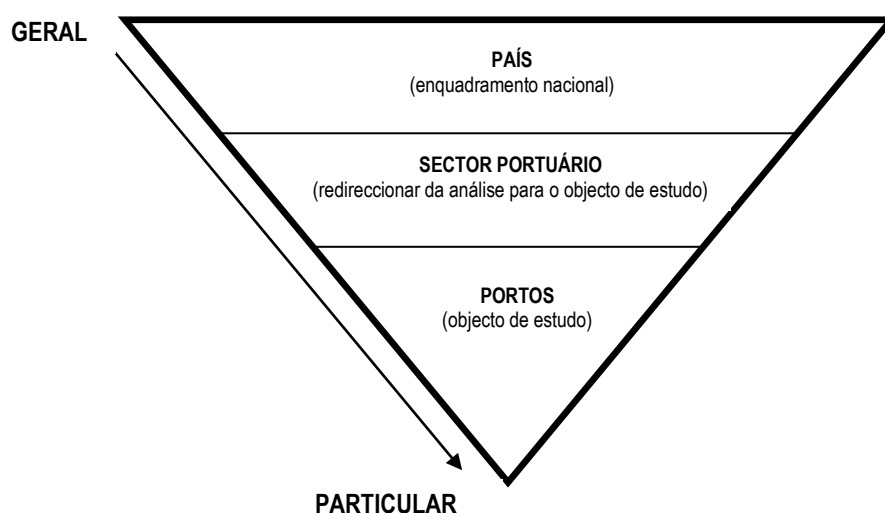 GERAL
PAÍS
(enquadramento nacional)
SECTOR PORTUÁRIO
(redireccionar da análise para o objecto de estudo)
PORTOS
(objecto de estudo)
PARTICULAR